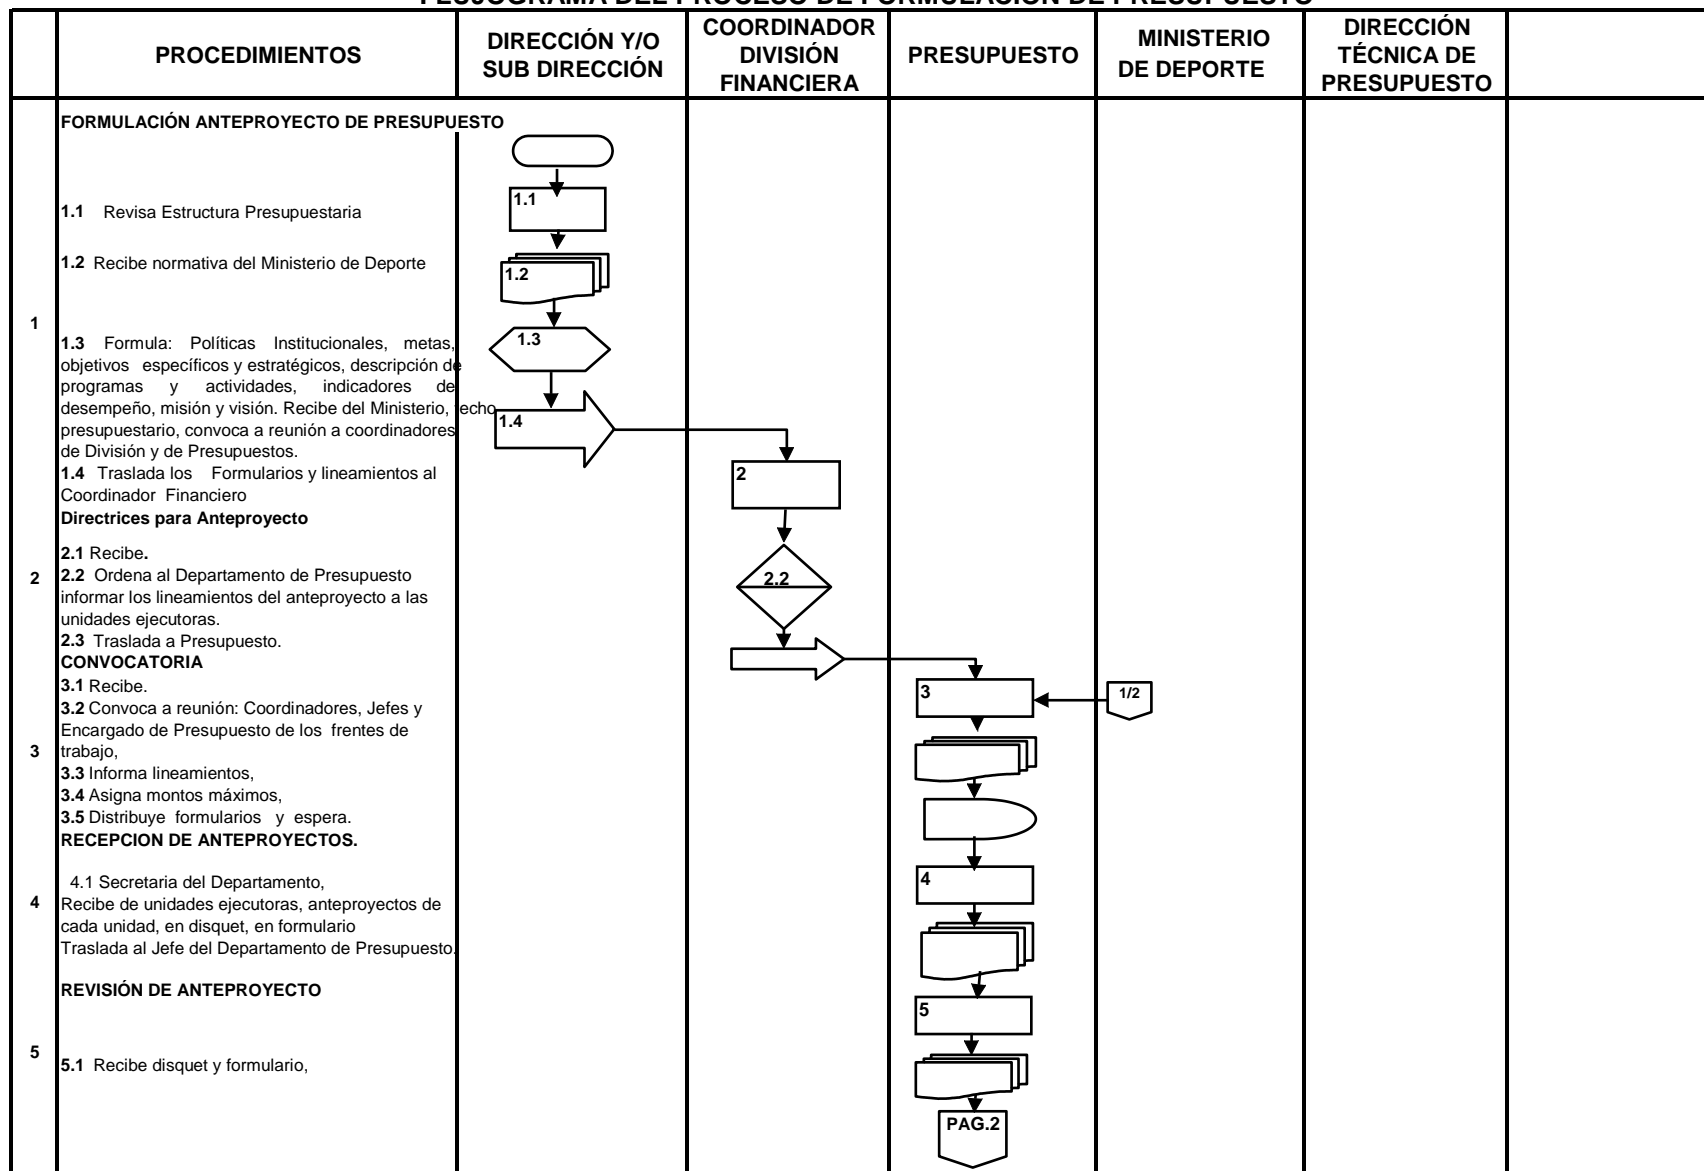 FLUJOGRAMA DEL PROCESO DE FORMULACIÓN DE PRESUPUESTO
PROCEDIMIENTOS
DIRECCIÓN Y/O
SUB DIRECCIÓN
COORDINADOR
DIVISIÓN
FINANCIERA
PRESUPUESTO
MINISTERIO
DE DEPORTE
DIRECCIÓN
TÉCNICA DE
PRESUPUESTO
1
FORMULACIÓN ANTEPROYECTO DE PRESUPUESTO
1.1 Revisa Estructura Presupuestaria
1.2 Recibe normativa del Ministerio de Deporte
1.3 Formula: Políticas Institucionales, metas,
objetivos específicos y estratégicos, descripción de
programas y actividades, indicadores de
desempeño, misión y visión. Recibe del Ministerio, techo
presupuestario, convoca a reunión a coordinadores
de División y de Presupuestos.
1.4 Traslada los Formularios y lineamientos al
Coordinador Financiero
Directrices para Anteproyecto
2
2.1 Recibe.
2.2 Ordena al Departamento de Presupuesto
informar los lineamientos del anteproyecto a las
unidades ejecutoras.
2.3 Traslada a Presupuesto.
CONVOCATORIA
3
3.1 Recibe.
3.2 Convoca a reunión: Coordinadores, Jefes y
Encargado de Presupuesto de los frentes de
trabajo,
3.3 Informa lineamientos,
3.4 Asigna montos máximos,
3.5 Distribuye formularios y espera.
RECEPCION DE ANTEPROYECTOS.
4
4.1 Secretaria del Departamento,
Recibe de unidades ejecutoras, anteproyectos de
cada unidad, en disquet, en formulario
Traslada al Jefe del Departamento de Presupuesto.
REVISIÓN DE ANTEPROYECTO
5
5.1 Recibe disquet y formulario,
1.1
1.2
1.3
1.4
2
2.2
3
1/2
4
5
PAG.2